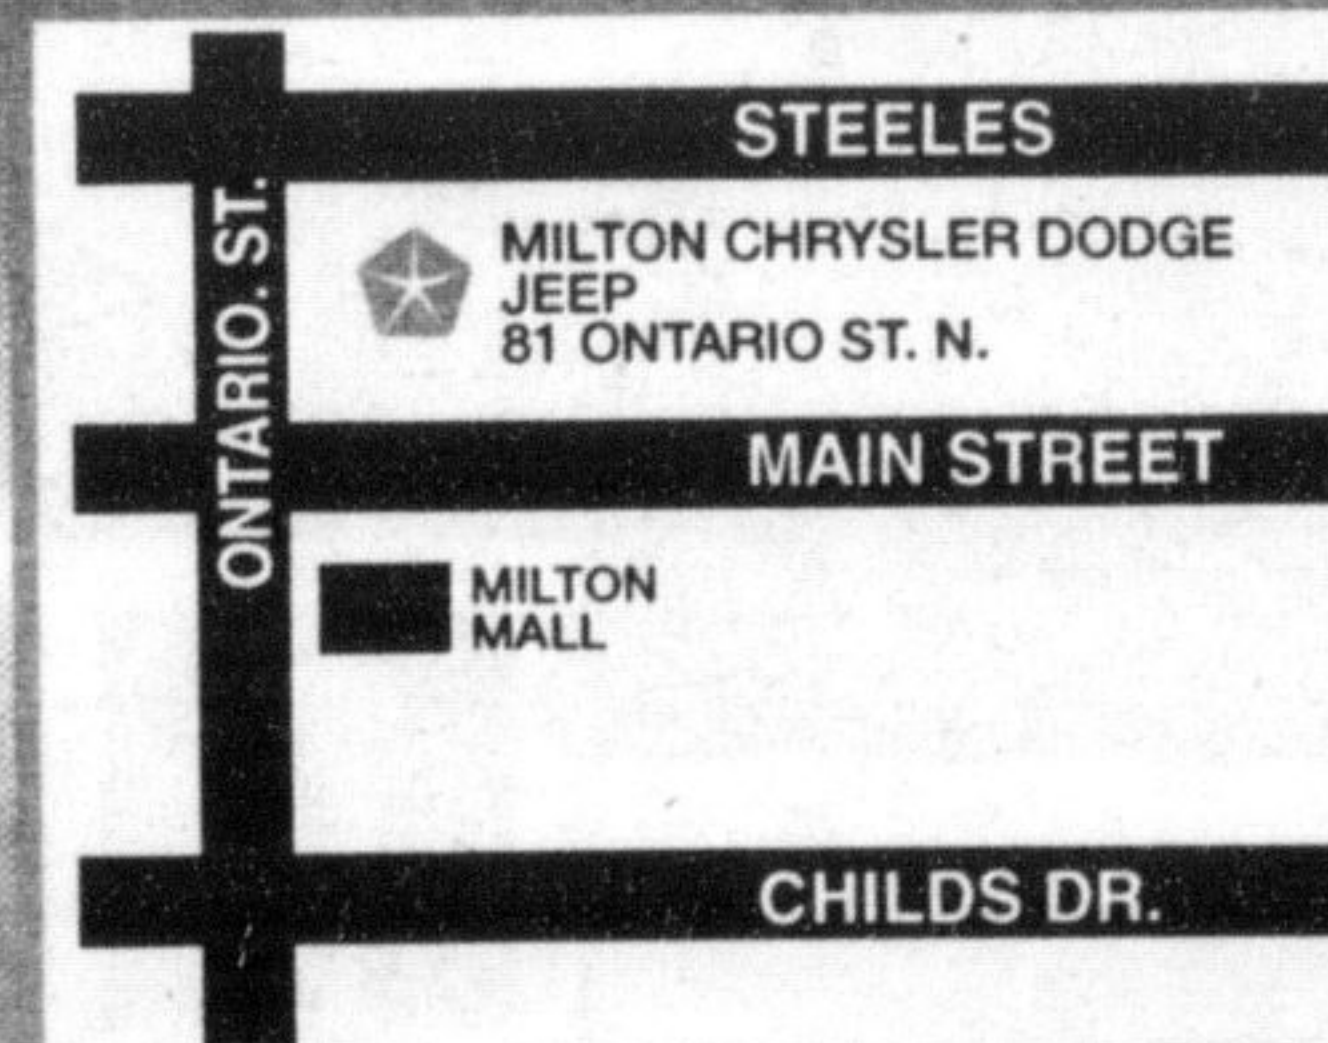 STEELES
ONTARIO. ST.
MILTON CHRYSLER DODGE
JEEP
81 ONTARIO ST. N.
MAIN STREET
MILTON
MALL
CHILDS DR.